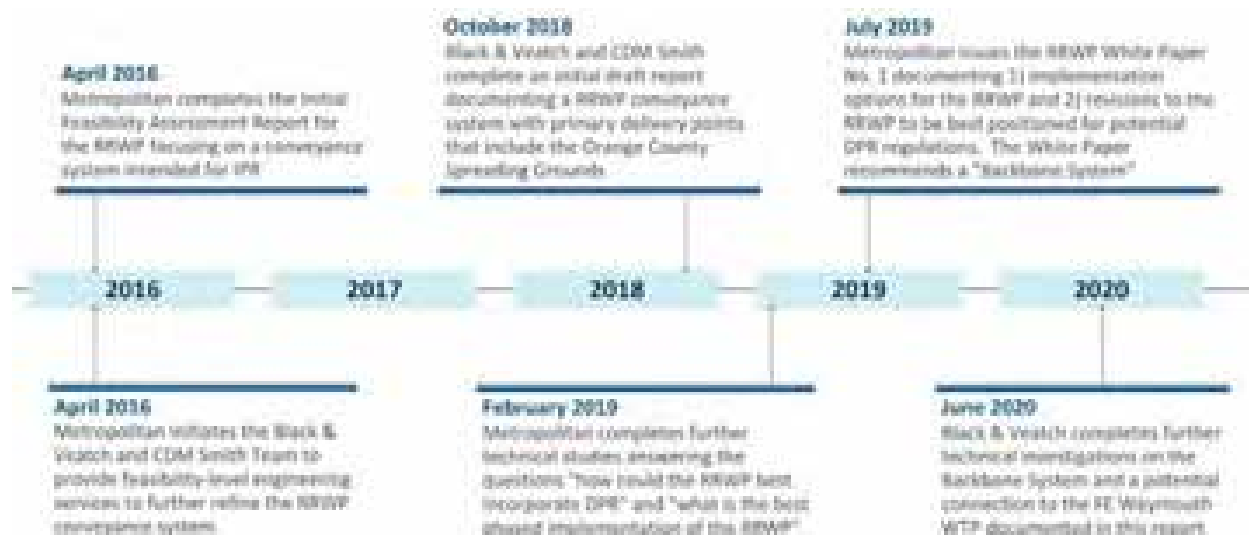 October 2018
Black & Veatch and CDM Smith
complete an initial draft report
documenting a RRWP conveyance
system with primary delivery points
that include the Orange County
Spreading Grounds
July 2019
Metropolitan issues the RRWP White Paper
No. 1 documenting 1) implementation
options for the RRWP and 2) revisions to the
RRWP to be best positioned for potential
DPR regulations. The White Paper
recommends a "Backbone System"
April 2016
Metropolitan completes the Initial
Feasibility Assessment Report for
the RRWP focusing on a conveyance
system intended for IPR
2016
2017
2018
2019
2020
April 2016
Metropolitan initiates the Black &
Veatch and CDM Smith Team to
provide feasibility-level engineering
services to further refine the RRWP
conveyance system
February 2019
Metropolitan completes further
technical studies answering the
questions "how could the RRWP best
incorporate DPR" and "what is the best
phased implementation of the RRWP"
June 2020
Black & Veatch completes further
technical investigations on the
Backbone System and a potential
connection to the FE Weymouth
WTP documented in this report